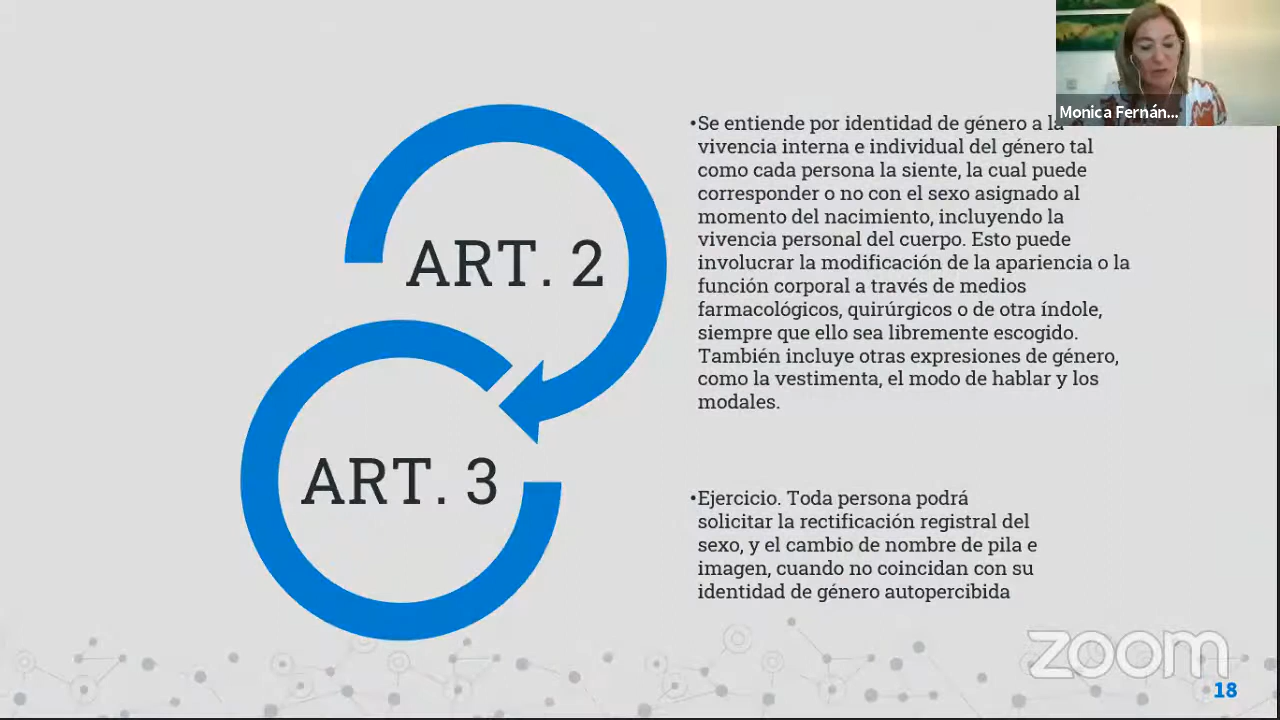 Monica Fernán...
ART. 2
•Se entiende por identidad de género a la
vivencia interna e individual del género tal
como cada persona la siente, la cual puede
corresponder o no con el sexo asignado al
momento del nacimiento, incluyendo la
vivencia personal del cuerpo. Esto puede
involucrar la modificación de la apariencia o la
función corporal a través de medios
farmacológicos, quirúrgicos o de otra índole,
siempre que ello sea libremente escogido.
También incluye otras expresiones de género,
como la vestimenta, el modo de hablar y los
modales.
ART. 3
•Ejercicio. Toda persona podrá
solicitar la rectificación registral del
sexo, y el cambio de nombre de pila e
imagen, cuando no coincidan con su
identidad de género autopercibida
zoom
18